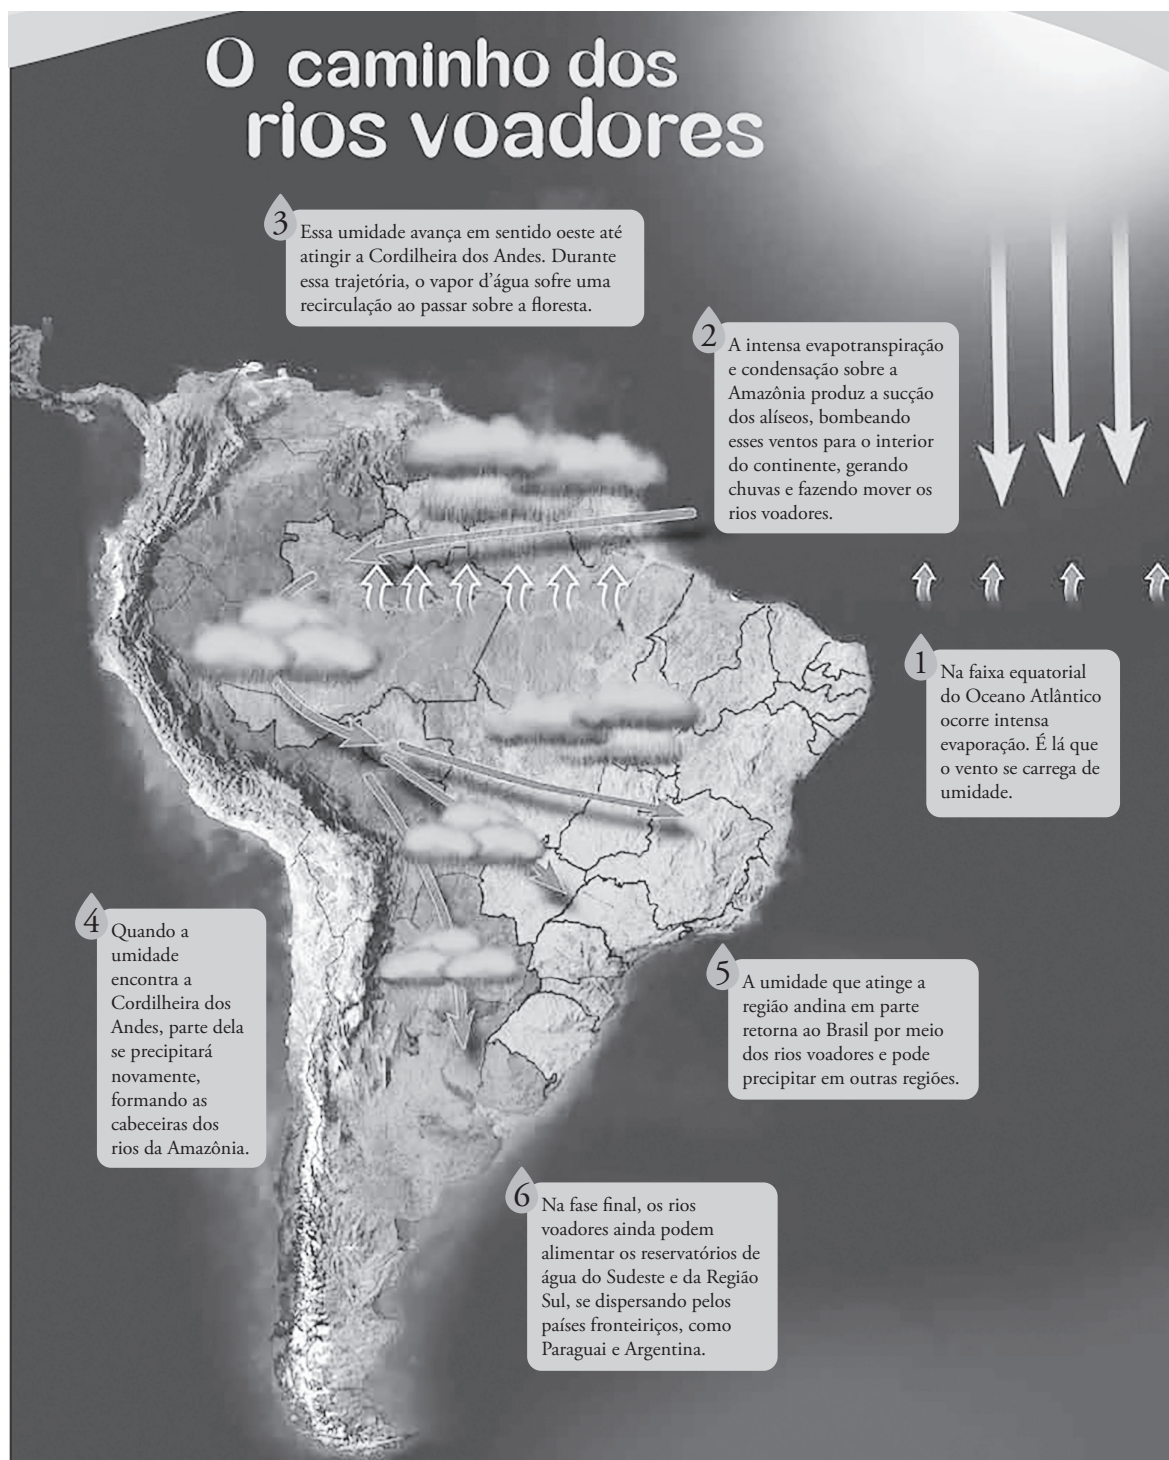 O caminho dos
rios voadores
3
Essa umidade avança em sentido oeste até
atingir a Cordilheira dos Andes. Durante
essa trajetória, o vapor d’água sofre uma
recirculação ao passar sobre a floresta.
2
A intensa evapotranspiração
e condensação sobre a
Amazônia produz a sucção
dos alíseos, bombeando
esses ventos para o interior
do continente, gerando
chuvas e fazendo mover os
rios voadores.
1
Na faixa equatorial
do Oceano Atlântico
ocorre intensa
evaporação. É lá que
o vento se carrega de
umidade.
4
Quando a
umidade
encontra a
Cordilheira dos
Andes, parte dela
se precipitará
novamente,
formando as
cabeceiras dos
rios da Amazônia.
5
A umidade que atinge a
região andina em parte
retorna ao Brasil por meio
dos rios voadores e pode
precipitar em outras regiões.
6
Na fase final, os rios
voadores ainda podem
alimentar os reservatórios de
água do Sudeste e da Região
Sul, se dispersando pelos
países fronteiriços, como
Paraguai e Argentina.